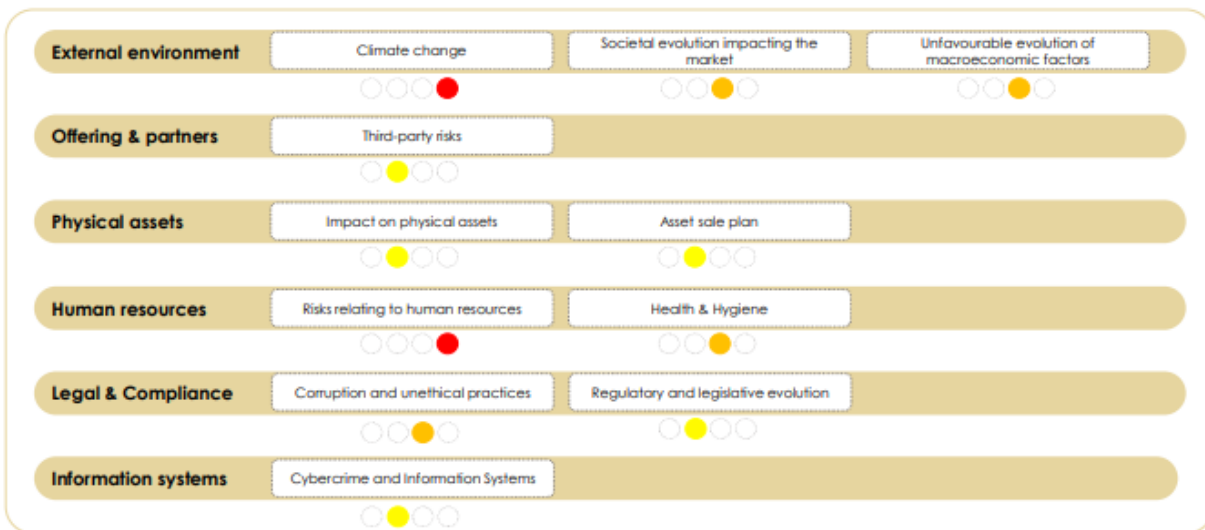 External environment
Climate change
Societal evolution impacting the
market
Unfavourable evolution of
macroeconomic factors
Offering & partners
Third-party risks
Physical assets
Impact on physical assets
Asset sale plan
Human resources
Risks relating to human resources
Health & Hygiene
Legal & Compliance
Corruption and unethical practices
Regulatory and legislative evolution
Information systems
Cybercrime and Information Systems